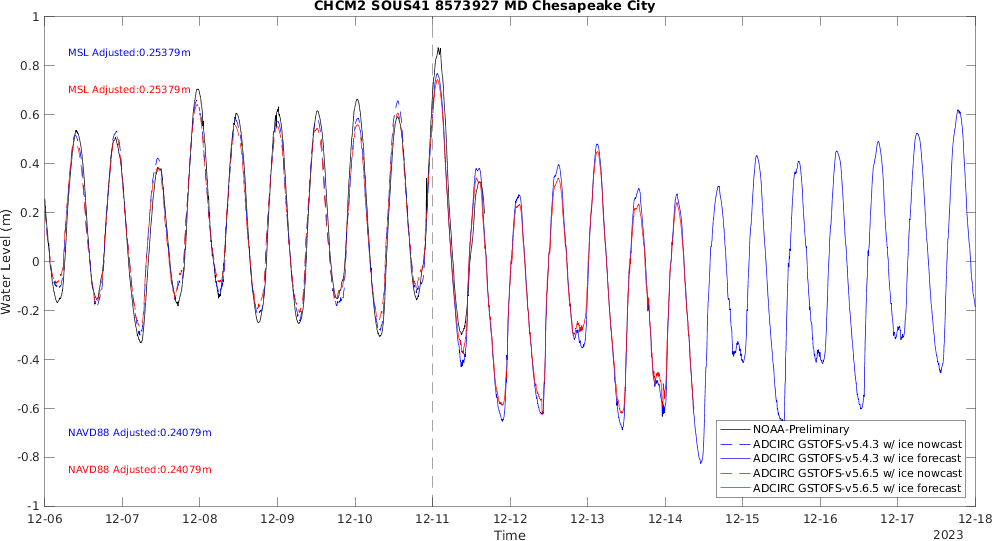 CHCM2 SOUS41 8573927 MD Chesapeake City
MSL Adjusted:0.25379m
MSL Adjusted:0.25379m
NAVD88 Adjusted:0.24079m
NAVD88 Adjusted:0.24079m
Water Level (m)
1
0.8
0.6
0.4
0.2
0
-0.2
-0.4
-0.6
-0.8
-1
NOAA-Preliminary
ADCIRC GSTOFS-v5.4.3 w/ ice nowcast
ADCIRC GSTOFS-v5.4.3 w/ ice forecast
ADCIRC GSTOFS-v5.6.5 w/ ice nowcast
ADCIRC GSTOFS-v5.6.5 w/ ice forecast
12-06 12-07 12-08 12-09 12-10 12-11 12-12 12-13 12-14 12-15 12-16 12-17 12-18
Time
2023